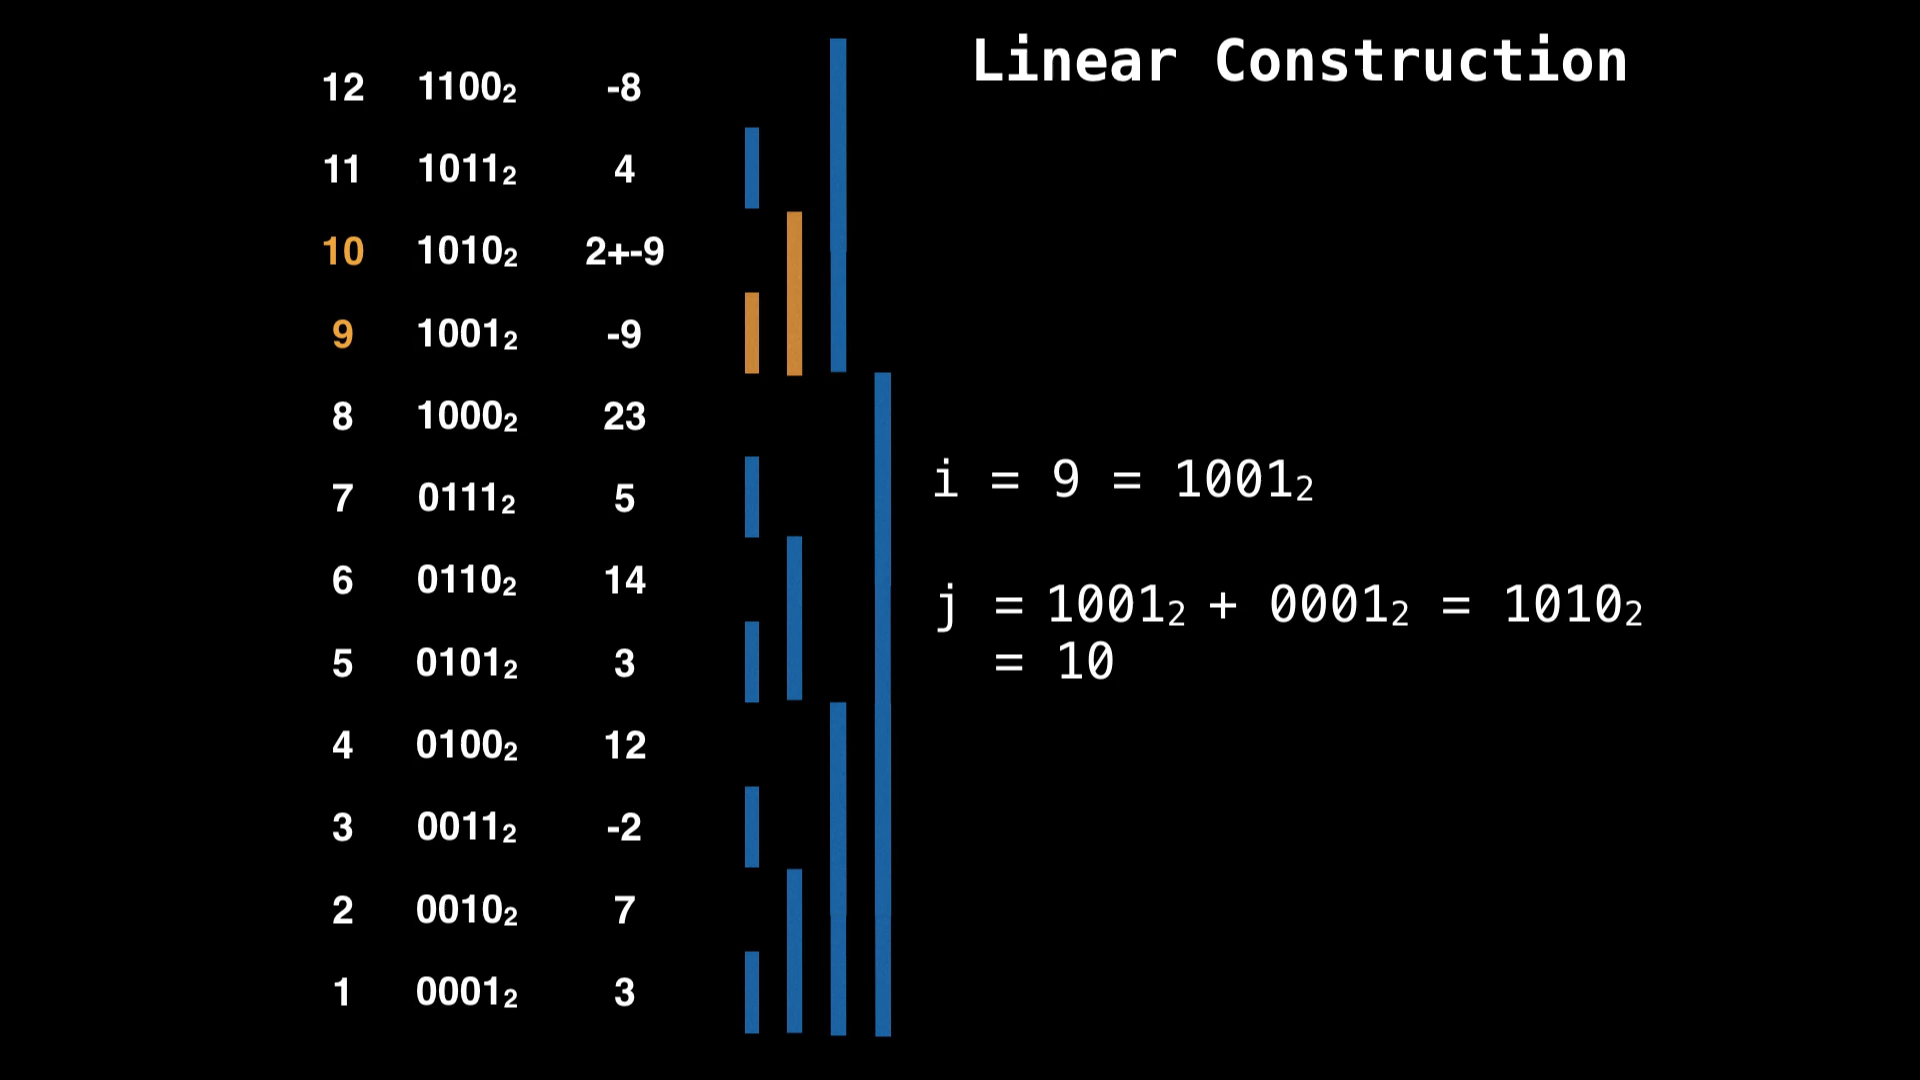 Linear Construction
12 1100₂ -8
11 1011₂ 4
10 1010₂ 2+-9
9 1001₂ -9
8 1000₂ 23
7 0111₂ 5
6 0110₂ 14
5 0101₂ 3
4 0100₂ 12
3 0011₂ -2
2 0010₂ 7
1 0001₂ 3
i = 9 = 1001₂
j = 1001₂ + 0001₂ = 1010₂
= 10